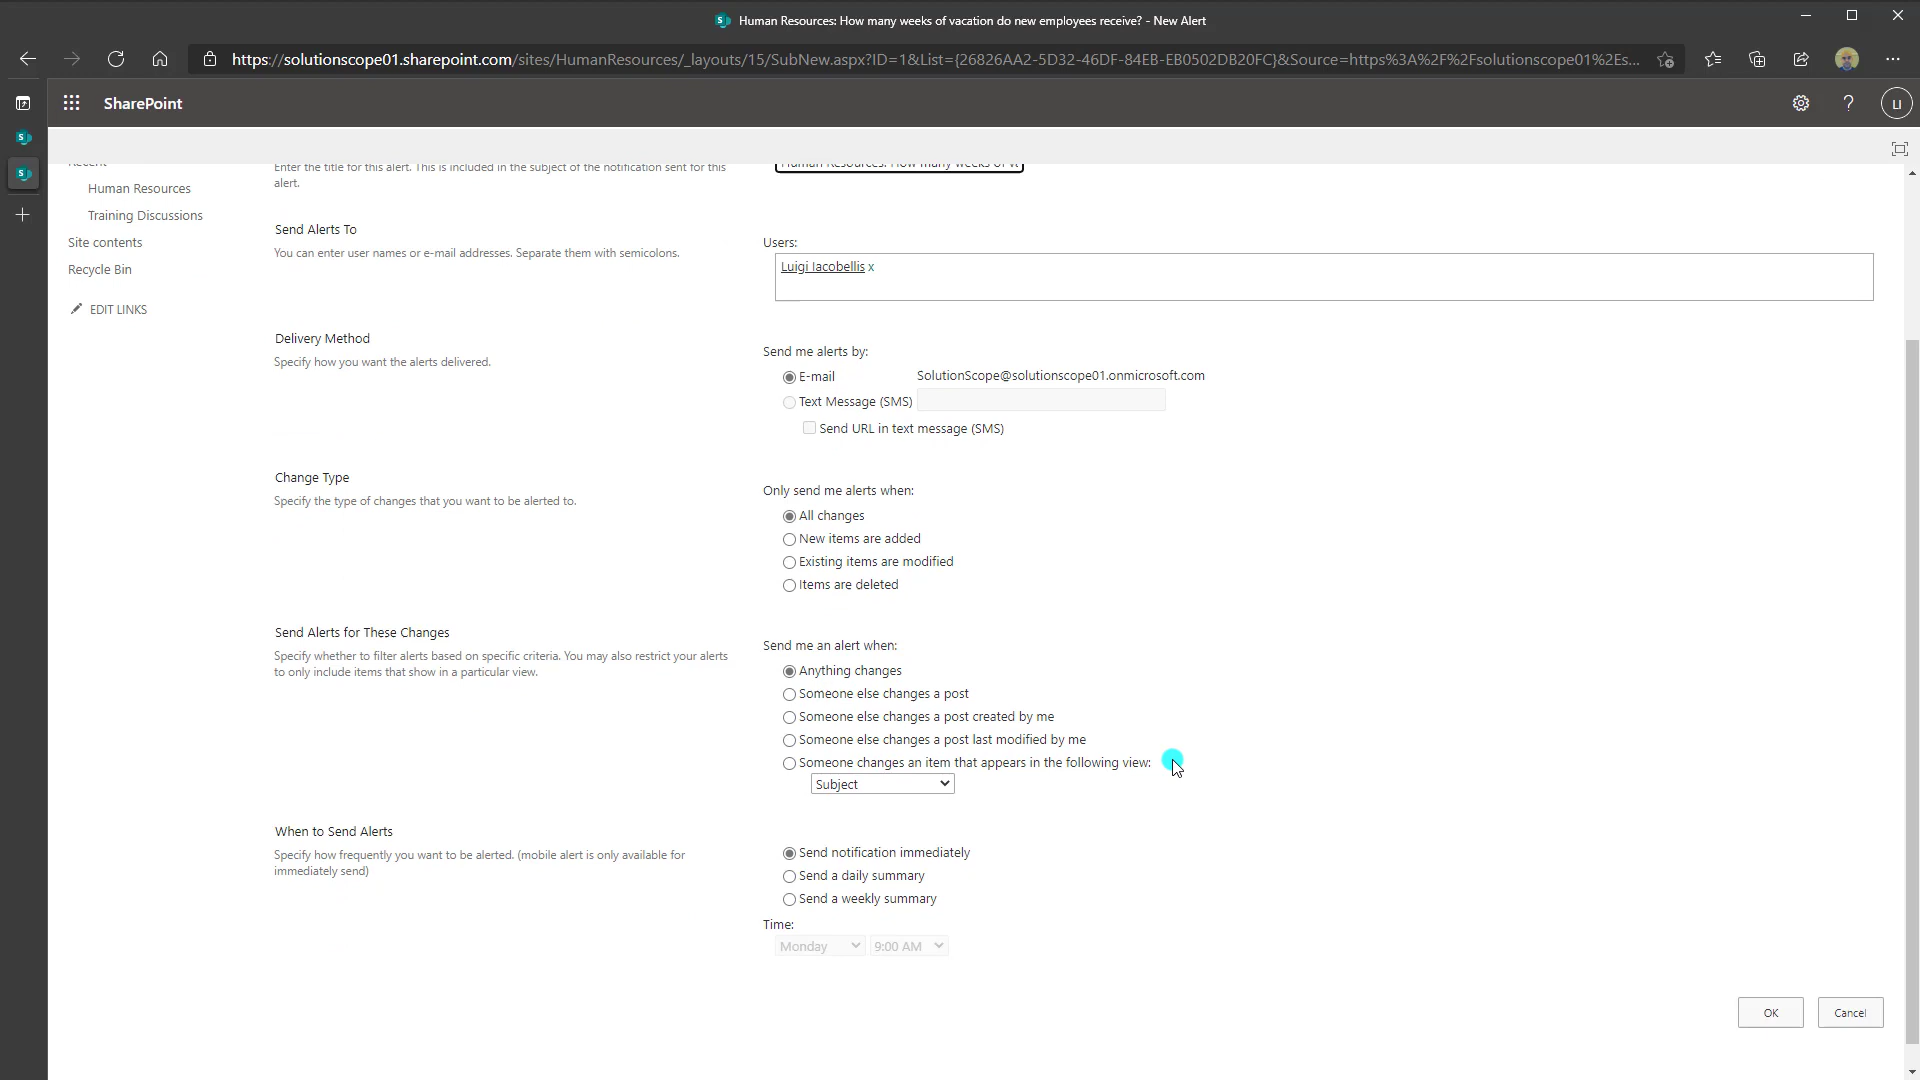 Human Resources: How many weeks of vacation do new employees receive? - New Alert
https://solutionscope01.sharepoint.com/sites/HumanResources/_layouts/15/SubNew.aspx?ID=1&List={26826AA2-5D32-46DF-84EB-EB0502DB20FC}&Source=https%3A%2F%2Fsolutionscope01%2Es...
SharePoint
?
LI
Recent
Human Resources
Training Discussions
Site contents
Recycle Bin
EDIT LINKS
Enter the title for this alert. This is included in the subject of the notification sent for this
alert.
Human Resources: How many weeks of va
Send Alerts To
You can enter user names or e-mail addresses. Separate them with semicolons.
Users:
Luigi Iacobellis x
Delivery Method
Specify how you want the alerts delivered.
Send me alerts by:
E-mail SolutionScope@solutionscope01.onmicrosoft.com
Text Message (SMS)
Send URL in text message (SMS)
Change Type
Specify the type of changes that you want to be alerted to.
Only send me alerts when:
All changes
New items are added
Existing items are modified
Items are deleted
Send Alerts for These Changes
Specify whether to filter alerts based on specific criteria. You may also restrict your alerts
to only include items that show in a particular view.
Send me an alert when:
Anything changes
Someone else changes a post
Someone else changes a post created by me
Someone else changes a post last modified by me
Someone changes an item that appears in the following view:
Subject
When to Send Alerts
Specify how frequently you want to be alerted. (mobile alert is only available for
immediately send)
Send notification immediately
Send a daily summary
Send a weekly summary
Time:
Monday 9:00 AM
OK Cancel